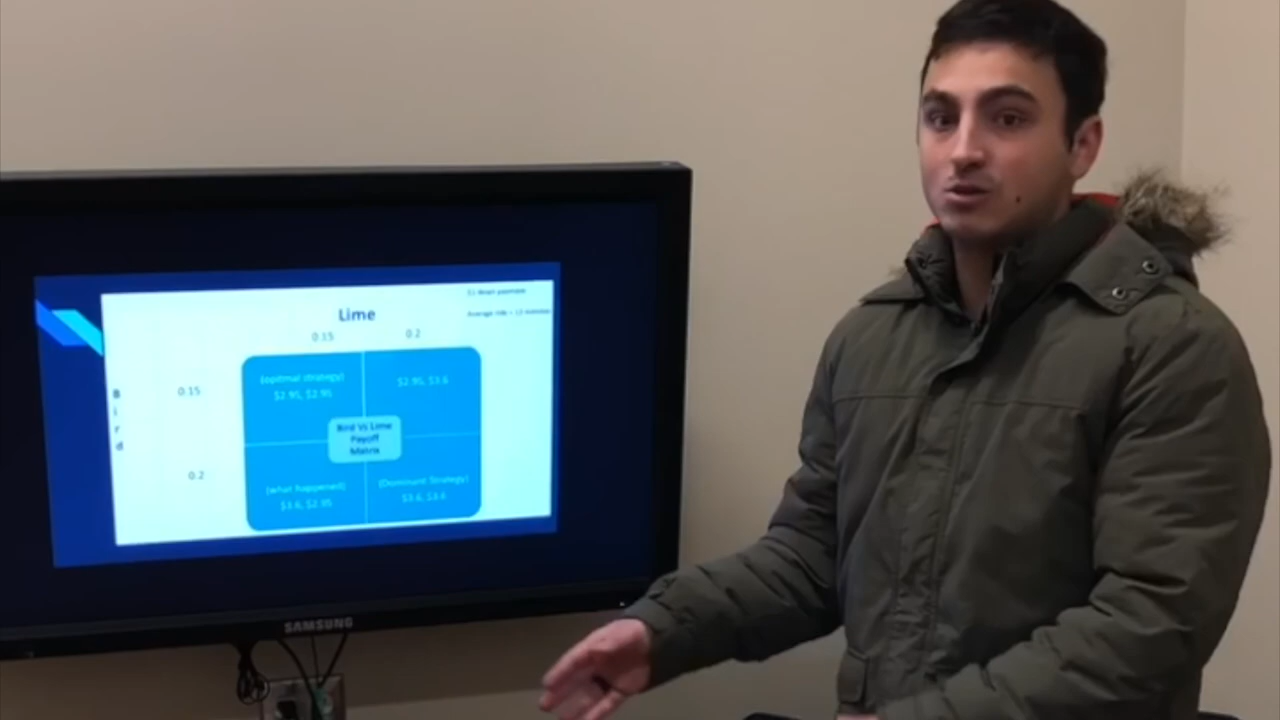 $1 down payment
Average ride = 13 minutes
Lime
0.15 0.2
Bird
0.15
(optimal strategy)
$2.95, $2.95
$2.95, $3.6
Bird Vs Lime
Payoff
Matrix
0.2
(what happened)
$3.6, $2.95
(Dominant Strategy)
$3.6, $3.6
SAMSUNG